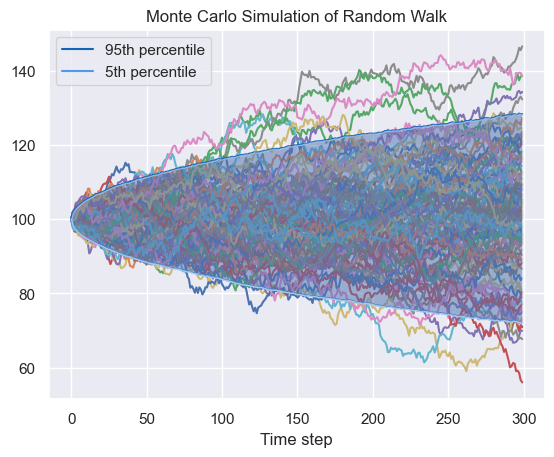 Monte Carlo Simulation of Random Walk
95th percentile
5th percentile
140
120
100
80
60
0 50 100 150 200 250 300
Time step